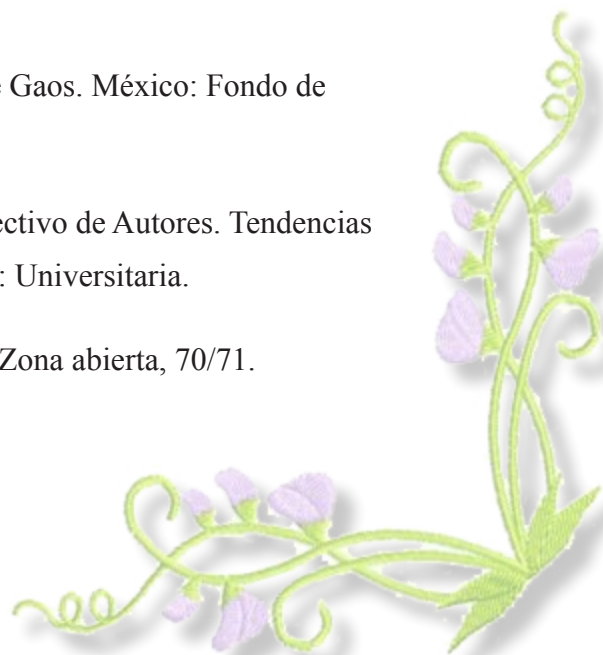 Gaos. México: Fondo de
ectivo de Autores. Tendencias
: Universitaria.
Zona abierta, 70/71.